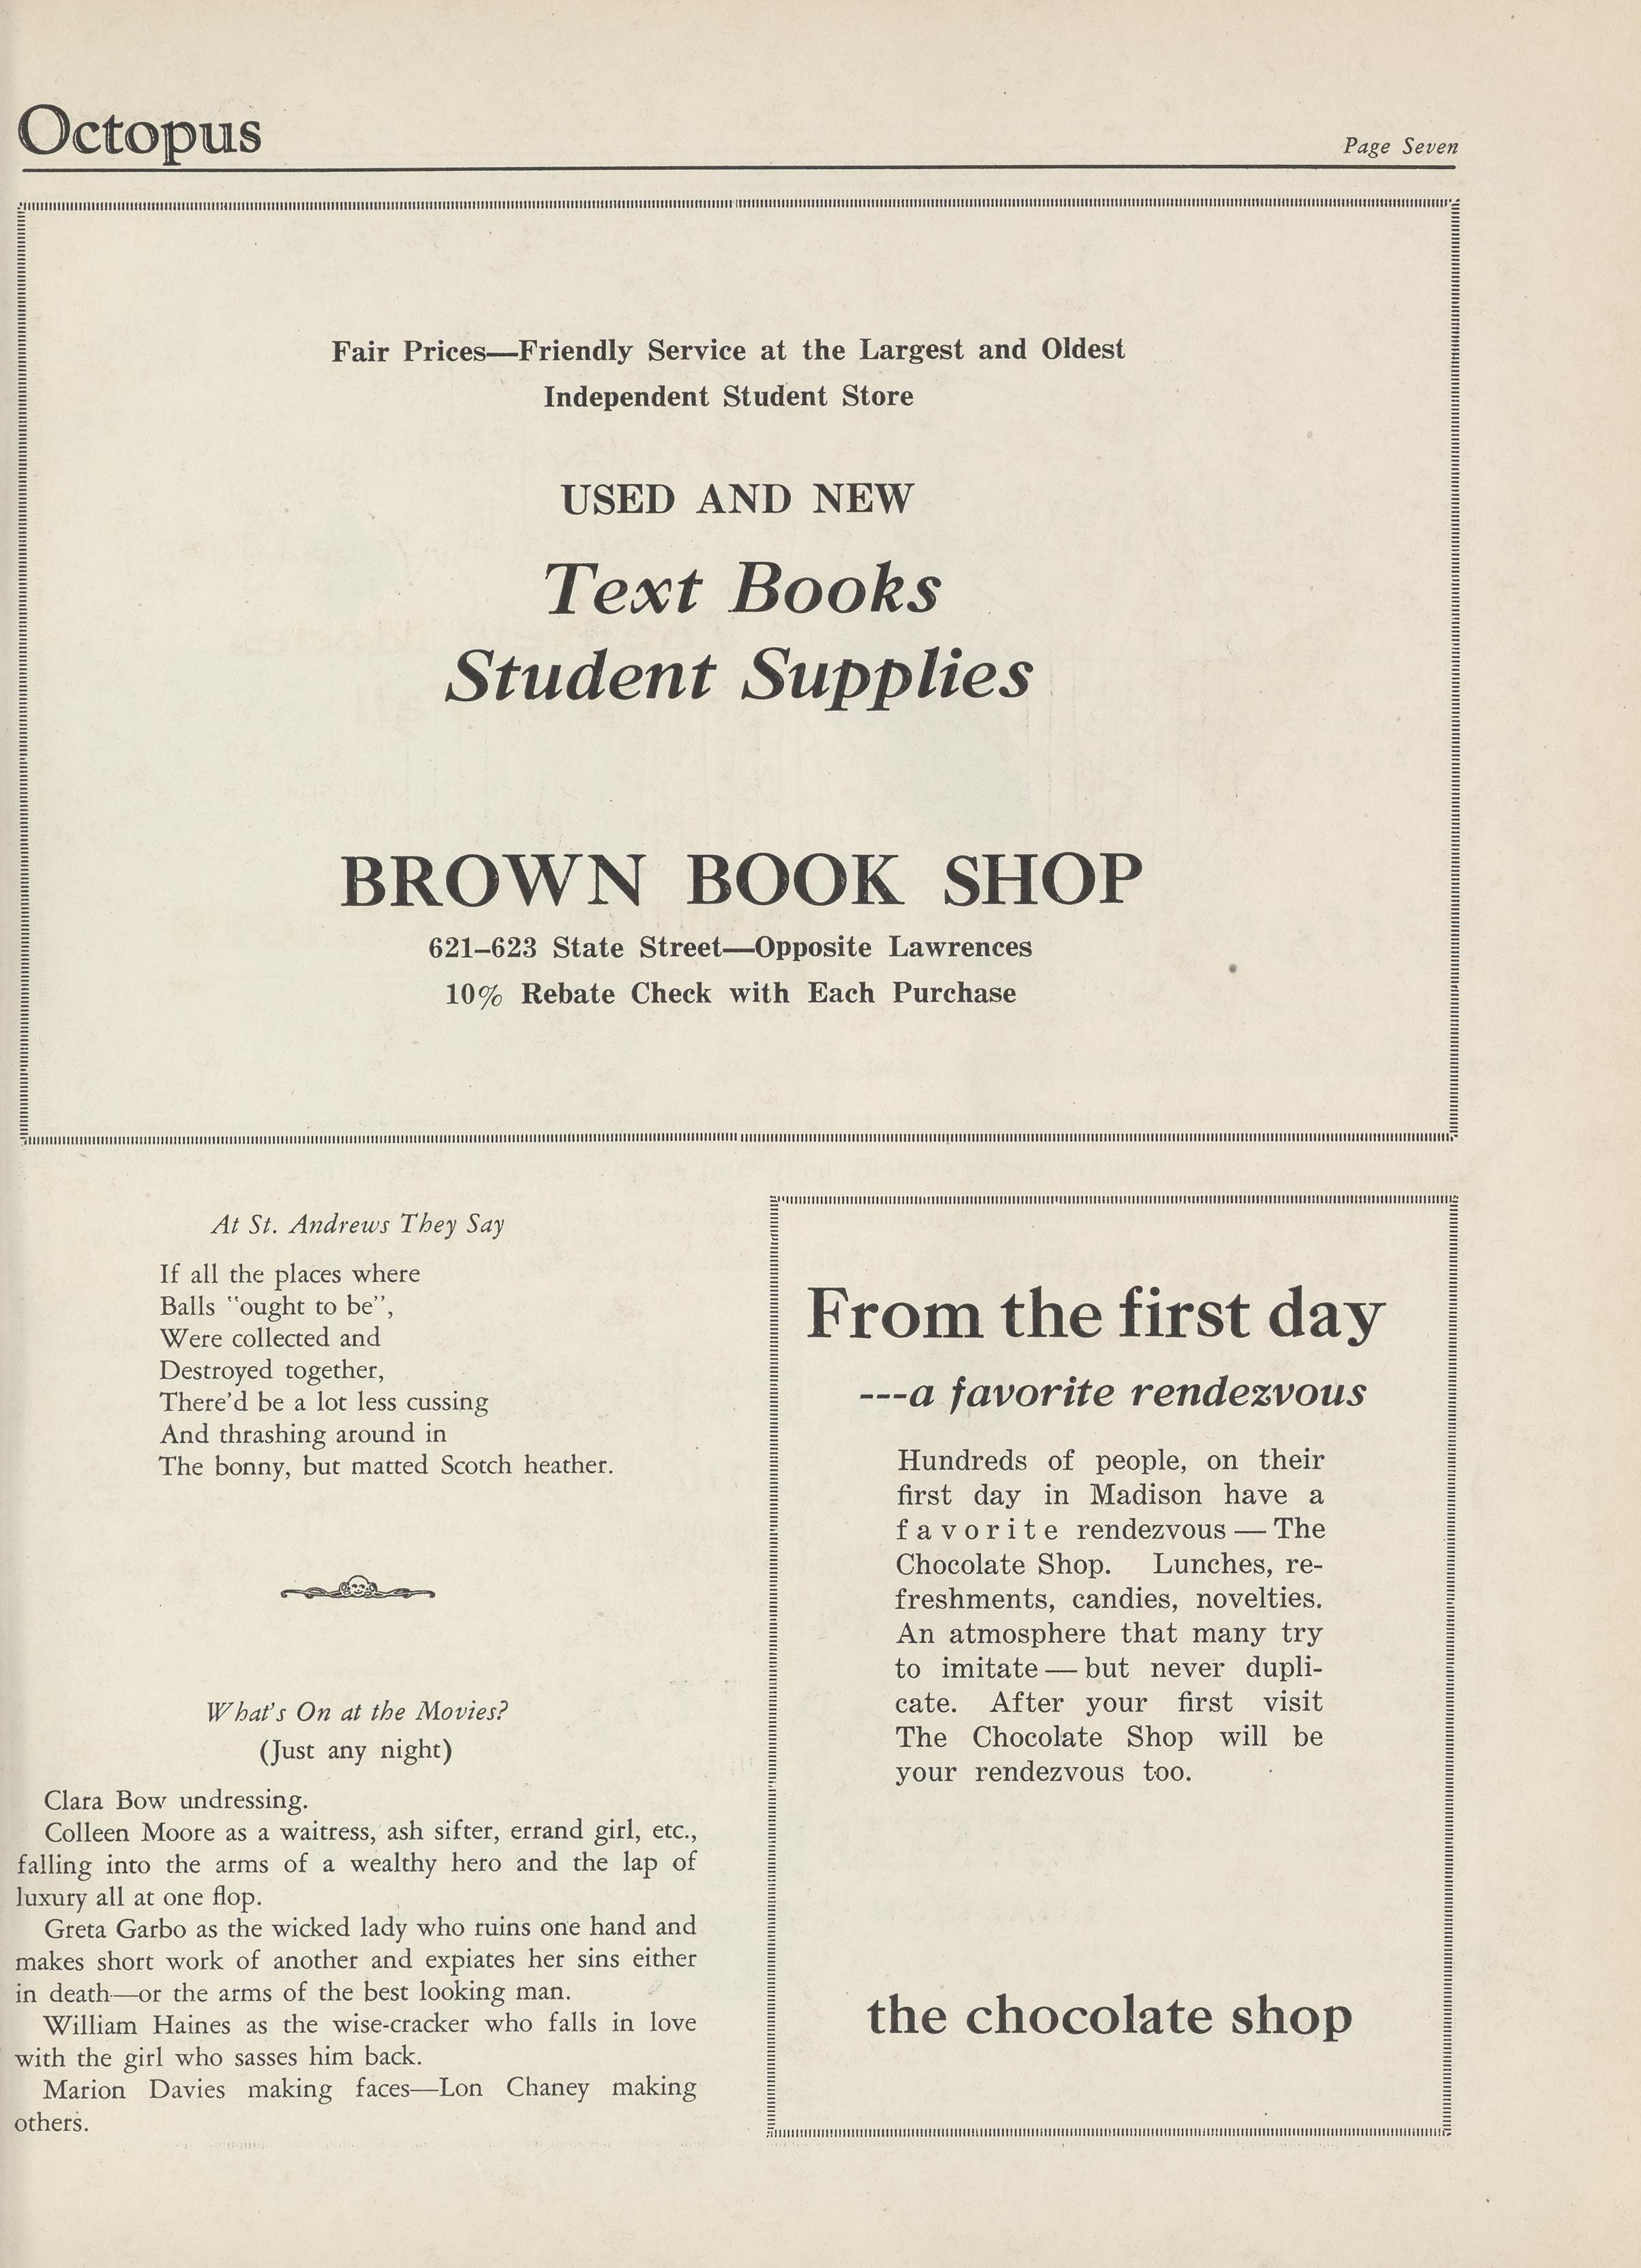 Octopus
Page Seven
Fair Prices—Friendly Service at the Largest and Oldest
Independent Student Store
USED AND NEW
Text Books
Student Supplies
BROWN BOOK SHOP
621–623 State Street—Opposite Lawrences
10% Rebate Check with Each Purchase
At St. Andrews They Say
If all the places where
Balls "ought to be",
Were collected and
Destroyed together,
There'd be a lot less cussing
And thrashing around in
The bonny, but matted Scotch heather.
What's On at the Movies?
(Just any night)
Clara Bow undressing.
Colleen Moore as a waitress, ash sifter, errand girl, etc.,
falling into the arms of a wealthy hero and the lap of
luxury all at one flop.
Greta Garbo as the wicked lady who ruins one hand and
makes short work of another and expiates her sins either
in death—or the arms of the best looking man.
William Haines as the wise-cracker who falls in love
with the girl who sasses him back.
Marion Davies making faces—Lon Chaney making
others.
From the first day
---a favorite rendezvous
Hundreds of people, on their
first day in Madison have a
favorite rendezvous — The
Chocolate Shop. Lunches, re-
freshments, candies, novelties.
An atmosphere that many try
to imitate — but never dupli-
cate. After your first visit
The Chocolate Shop will be
your rendezvous too.
the chocolate shop